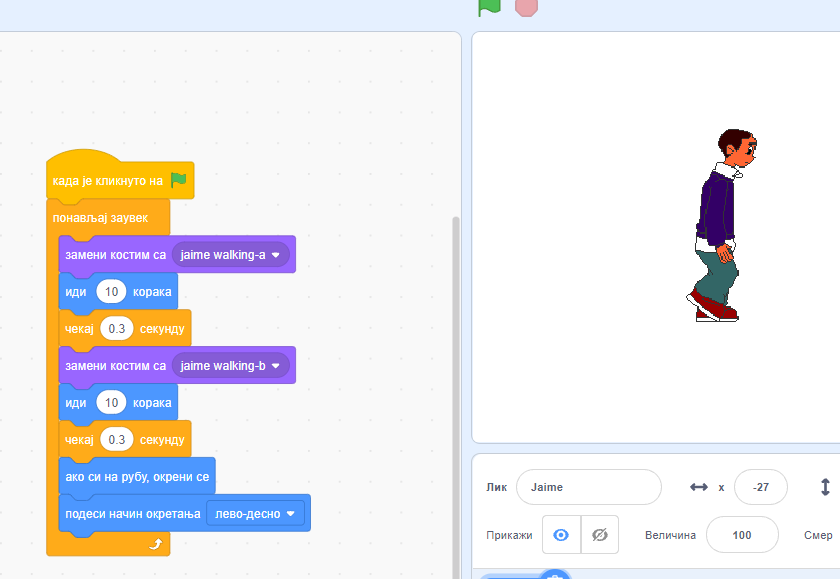 када је кликнуто на
понављај заувек
замени костим са jaime walking-a
иди 10 корака
чекај 0.3 секунду
замени костим са jaime walking-b
иди 10 корака
чекај 0.3 секунду
ако си на рубу, окрени се
подеси начин окретања лево-десно
Лик Jaime x -27
Прикажи Величина 100 Смер